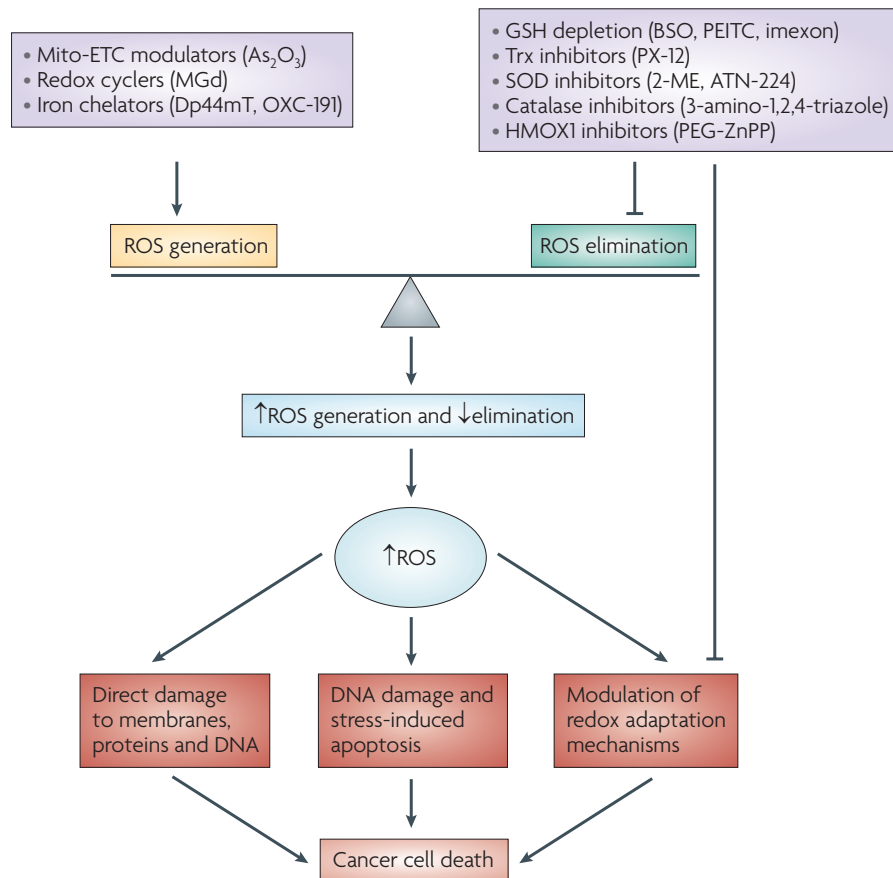 • Mito-ETC modulators (As₂O₃)
• Redox cyclers (MGd)
• Iron chelators (Dp44mT, OXC-191)
• GSH depletion (BSO, PEITC, imexon)
• Trx inhibitors (PX-12)
• SOD inhibitors (2-ME, ATN-224)
• Catalase inhibitors (3-amino-1,2,4-triazole)
• HMOX1 inhibitors (PEG-ZnPP)
ROS generation
ROS elimination
↑ROS generation and ↓elimination
↑ROS
Direct damage
to membranes,
proteins and DNA
DNA damage and
stress-induced
apoptosis
Modulation of
redox adaptation
mechanisms
Cancer cell death